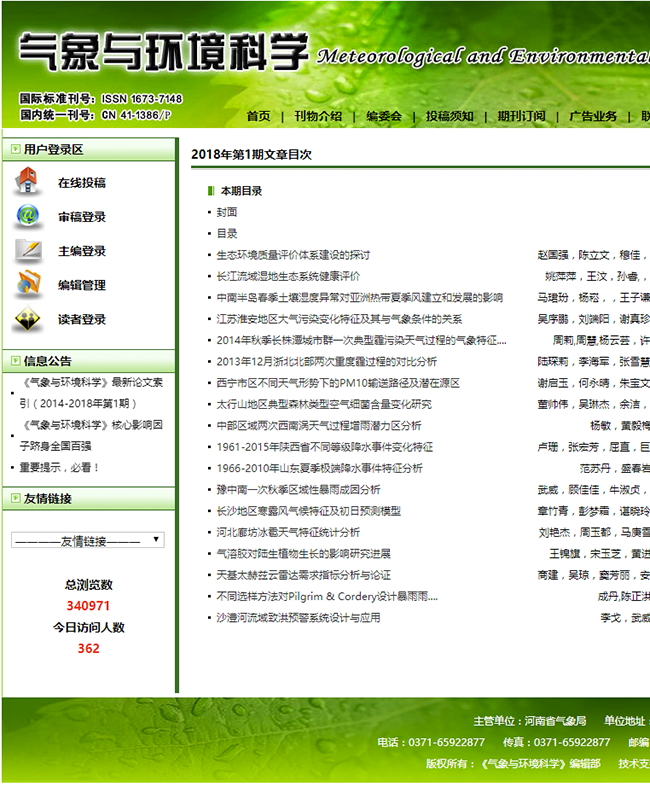 气象与环境科学 Meteorological and Environmental
国际标准刊号：ISSN 1673-7148
国内统一刊号：CN 41-1386/P
首页 | 刊物介绍 | 编委会 | 投稿须知 | 期刊订阅 | 广告业务 | 联
用户登录区
在线投稿
审稿登录
主编登录
编辑管理
读者登录
信息公告
《气象与环境科学》最新论文索
引（2014-2018年第1期）
《气象与环境科学》核心影响因
子跻身全国百强
重要提示，必看！
友情链接
————友情链接————
总浏览数
340971
今日访问人数
362
2018年第1期文章目次
本期目录
封面
目录
生态环境质量评价体系建设的探讨 赵国强，陈立文，穆佳，
长江流域湿地生态系统健康评价 姚萍萍，王汶，孙睿，，
中南半岛春季土壤湿度异常对亚洲热带夏季风建立和发展的影响 马琨玢，杨崧，，王子谦
江苏淮安地区大气污染变化特征及其与气象条件的关系 吴序鹏，刘端阳，谢真珍
2014年秋季长株潭城市群一次典型霾污染天气过程的气象特征.... 周莉,周慧,杨云芸，许
2013年12月浙北北部两次重度霾过程的对比分析 陆琛莉，李海军，张雪慧
西宁市区不同天气形势下的PM10输送路径及潜在源区 谢启玉，何永晴，朱宝文
太行山地区典型森林类型空气细菌含量变化研究 董帅伟，吴琳杰，余洁，
中部区域两次西南涡天气过程增雨潜力区分析 杨敏，黄毅梅
1961-2015年陕西省不同等级降水事件变化特征 卢珊，张宏芳，屈直，巨
1966-2010年山东夏季极端降水事件特征分析 范苏丹，盛春岩
豫中南一次秋季区域性暴雨成因分析 武威，顾佳佳，牛淑贞，
长沙地区寒露风气候特征及初日预测模型 章竹青，彭梦霜，谌晓玲
河北廊坊冰雹天气特征统计分析 刘艳杰，周玉都，马庚雪
气溶胶对陆生植物生长的影响研究进展 王锦旗，宋玉芝，黄进
天基太赫兹云雷达需求指标分析与论证 商建，吴琼，窦芳丽，安
不同选样方法对Pilgrim & Cordery设计暴雨雨.... 成丹,陈正洪
沙澧河流域致洪预警系统设计与应用 李戈，武威
主管单位：河南省气象局 单位地址：
电话：0371-65922877 传真：0371-65922877 邮编
版权所有：《气象与环境科学》编辑部 技术支